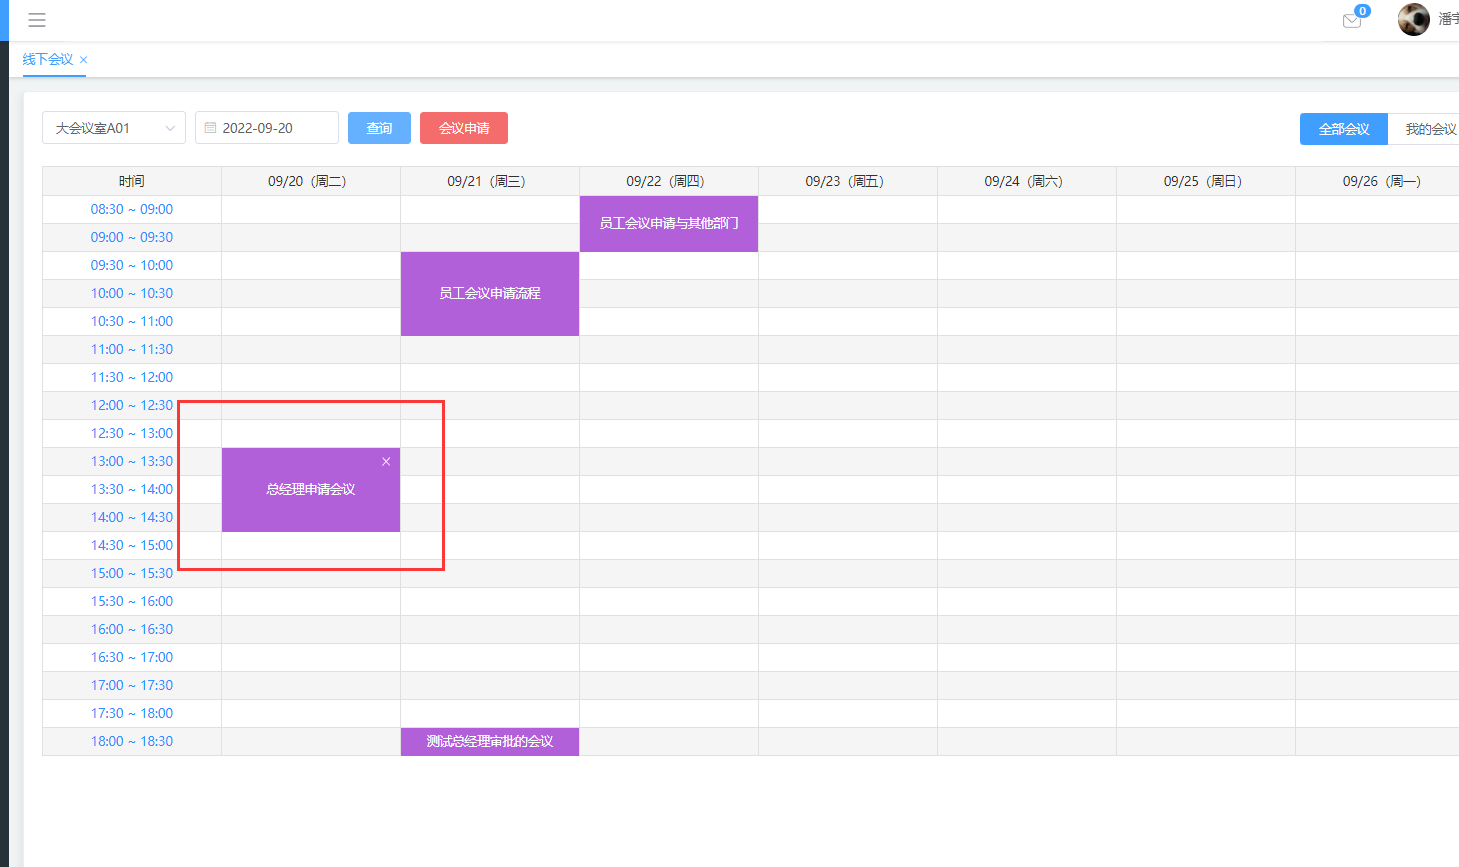 0
潘宇
线下会议 ×
大会议室A01 2022-09-20 查询 会议申请 全部会议 我的会议
时间 09/20（周二） 09/21（周三） 09/22（周四） 09/23（周五） 09/24（周六） 09/25（周日） 09/26（周一）
08:30 ~ 09:00
员工会议申请与其他部门
09:00 ~ 09:30
09:30 ~ 10:00
10:00 ~ 10:30 员工会议申请流程
10:30 ~ 11:00
11:00 ~ 11:30
11:30 ~ 12:00
12:00 ~ 12:30
12:30 ~ 13:00
13:00 ~ 13:30 ×
13:30 ~ 14:00 总经理申请会议
14:00 ~ 14:30
14:30 ~ 15:00
15:00 ~ 15:30
15:30 ~ 16:00
16:00 ~ 16:30
16:30 ~ 17:00
17:00 ~ 17:30
17:30 ~ 18:00
18:00 ~ 18:30 测试总经理审批的会议